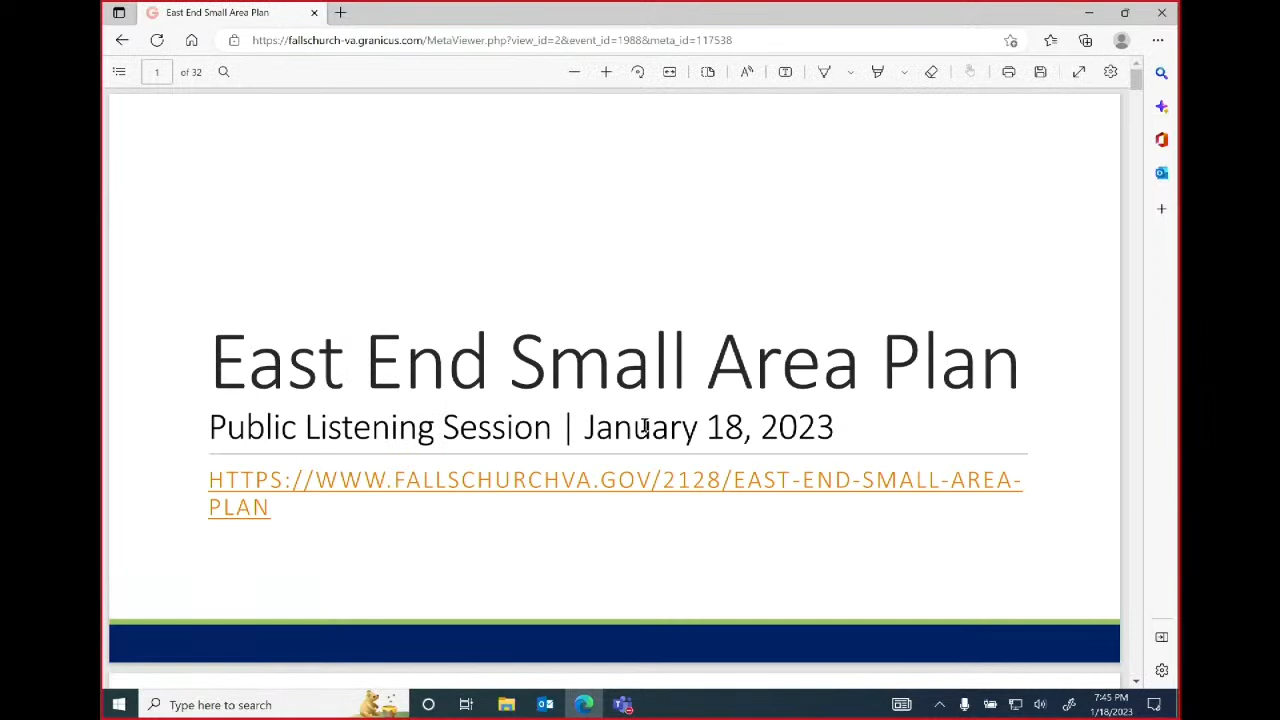 East End Small Area Plan
https://fallschurch-va.granicus.com/MetaViewer.php?view_id=2&event_id=1988&meta_id=117538
1 of 32
East End Small Area Plan
Public Listening Session | January 18, 2023
HTTPS://WWW.FALLSCHURCHVA.GOV/2128/EAST-END-SMALL-AREA-
PLAN
Type here to search
7:45 PM
1/18/2023